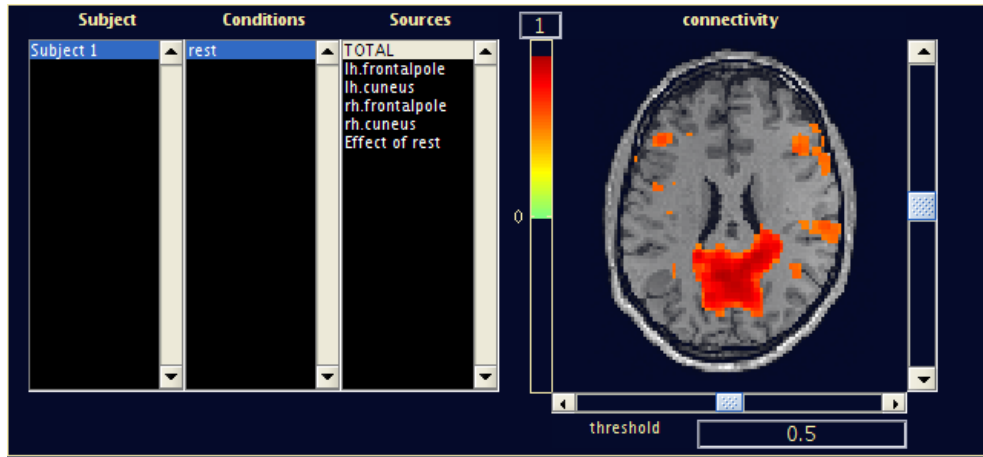 Subject
Conditions
Sources
1
connectivity
Subject 1
rest
TOTAL
lh.frontalpole
lh.cuneus
rh.frontalpole
rh.cuneus
Effect of rest
0
threshold
0.5